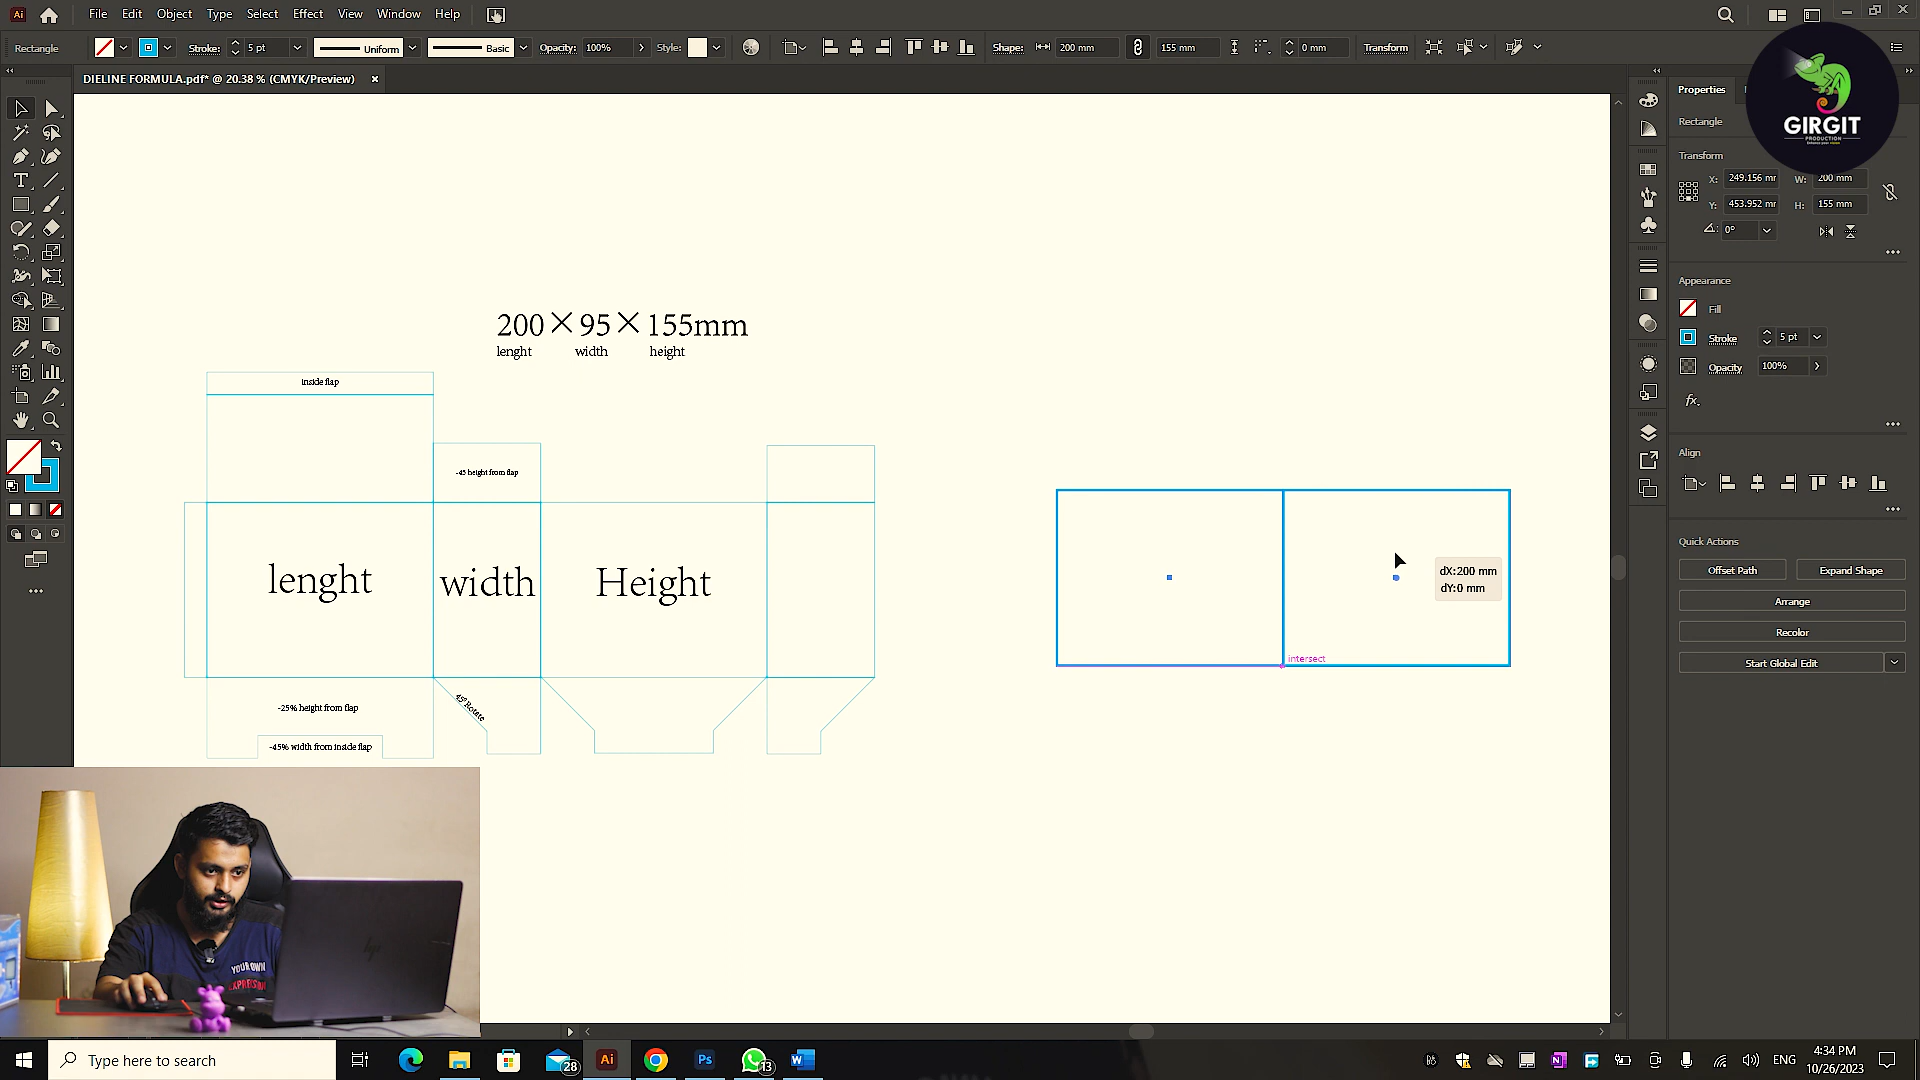 Ai File Edit Object Type Select Effect View Window Help
Rectangle Stroke: 5 pt Uniform Basic Opacity: 100% Style: Shape: 200 mm 155 mm 0 mm Transform
DIELINE FORMULA.pdf* @ 20.38 % (CMYK/Preview) ×
Properties
GIRGIT
PRODUCTION
Rectangle
Transform
X: 249.156 mr W: 200 mm
Y: 453.952 mr H: 155 mm
0°
Appearance
Fill
Stroke 5 pt
Opacity 100%
fx.
Align
Quick Actions
Offset Path Expand Shape
Arrange
Recolor
Start Global Edit
200×95×155mm
lenght width height
inside flap
-45 height from flap
lenght width Height
-25% height from flap
45° Rotate
-45% width from inside flap
dX:200 mm
dY:0 mm
intersect
YOUR OWN
EXPRESION
hp
Type here to search
28
Ai
Ps
13
W
ENG
4:34 PM
10/26/2023